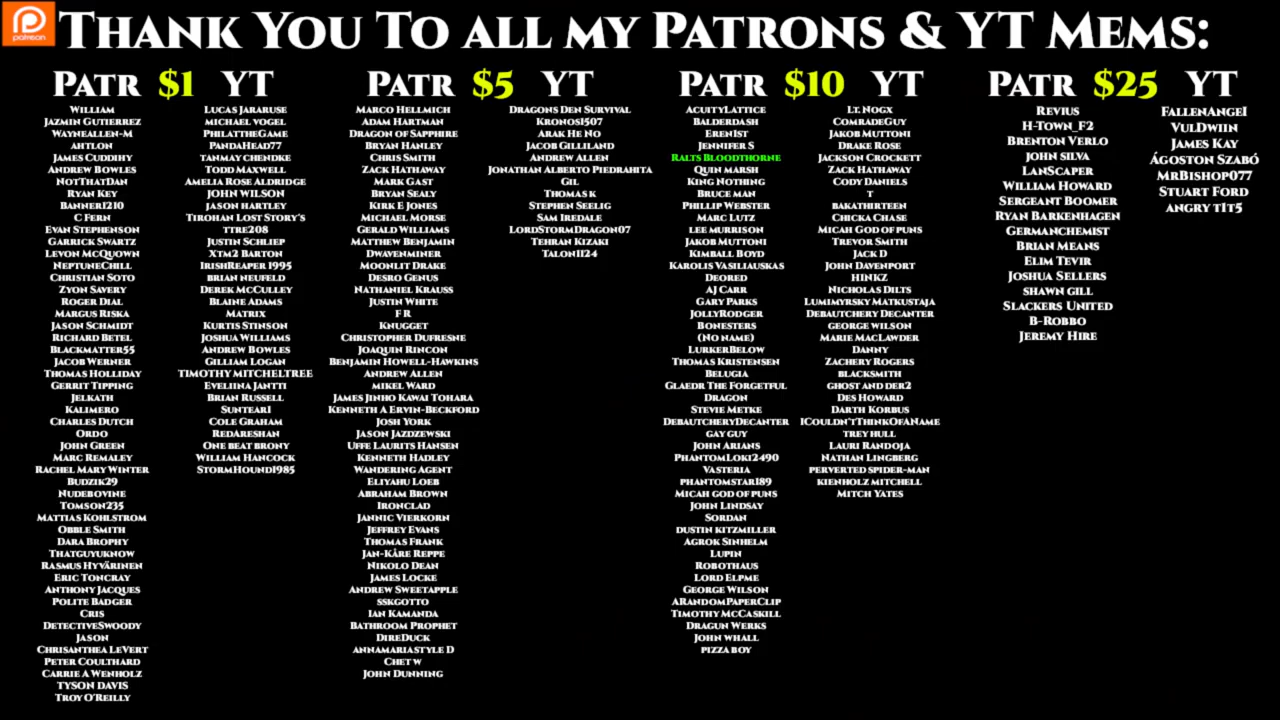 patreon
Thank You To all my Patrons & YT Mems:
Patr $1 YT
William
Jazmin Gutierrez
Wayneallen-M
Ahtlon
James Cuddihy
Andrew Bowles
NotThatDan
Ryan Key
Banner1210
C Fern
Evan Stephenson
Garrick Swartz
Levon McQuown
NeptuneChill
Christian Soto
Zyon Savery
Roger Dial
Margus Riska
Jason Schmidt
Richard Betel
Blackmatter55
Jacob Werner
Thomas Holliday
Gerrit Tipping
Jelkath
Kalimero
Charles Dutch
Ordo
John Green
Marc Remaley
Rachel Mary Winter
Budzik29
Nudebovine
Tomson235
Mattias Kohlstrom
Obble Smith
Dara Brophy
Thatguyuknow
Rasmus Hyvärinen
Eric Toncray
Anthony Jacques
Polite Badger
Cris
DetectiveSwoody
Jason
Chrisanthea LeVert
Peter Coulthard
Carrie A Wenholz
TYSON DAVIS
Troy O'Reilly
Lucas Jararuse
michael vogel
PhilattheGame
PandaHead77
tanmay chendke
Todd Maxwell
Amelia Rose Aldridge
JOHN WILSON
jason hartley
Tirohan Lost Story's
ttre208
Justin Schliep
Xtm2 Barton
IrishReaper 1995
brian neufeld
Derek McCulley
Blaine Adams
Matrix
Kurtis Stinson
Joshua Williams
Andrew Bowles
Gilliam Logan
TIMOTHY MITCHELTREE
Eveliina Jantti
Brian Russell
Suntear1
Cole Graham
Redareshan
One beat brony
William Hancock
StormHound1985
Patr $5 YT
Marco Hellmich
Adam Hartman
Dragon of Sapphire
Bryan Hanley
Chris Smith
Zack Hathaway
Mark Gast
Bryan Sealy
Kirk E Jones
Michael Morse
Gerald Williams
Matthew Benjamin
Dwavenminer
Moonlit Drake
Desro Genus
Nathaniel Krauss
Justin White
F R
Knugget
Christopher Dufresne
Joaquin Rincon
Benjamin Howell-Hawkins
Andrew Allen
mikel Ward
James Jinho Kawai Tohara
Kenneth A Ervin-Beckford
Josh York
Jason Jazdzewski
Uffe Laurits Hansen
Kenneth Hadley
Wandering Agent
Eliyahu Loeb
Abraham Brown
Ironclad
Jannic Vierkorn
Jeffrey Evans
Thomas Frank
Jan-Kåre Reppe
Nikolo Dean
James Locke
Andrew Sweetapple
sskgotto
Ian Kamanda
Bathroom Prophet
DireDuck
annamariastyle D
Chet w
John Dunning
Dragons Den Survival
Kronos1507
Arak He No
Jacob Gilliland
Andrew Allen
Jonathan Alberto Piedrahita
Gil
Thomas k
Stephen Seelig
Sam Iredale
LordStormDragon07
Tehran Kizaki
Talon1124
Patr $10 YT
AcuityLattice
Balderdash
Eren1st
Jennifer S
Ralts Bloodthorne
Quin Marsh
King Nothing
Bruce man
Phillip Webster
Marc Lutz
lee murrison
Jakob Muttoni
Kimball Boyd
Karolis Vasiliauskas
Deored
AJ Carr
Gary Parks
JollyRodger
Bonesters
(No name)
LurkerBelow
Thomas Kristensen
Belugia
Glaedr The Forgetful
Dragon
Stevie Metke
DebautcheryDecanter
gay guy
John Arians
PhantomLoki2490
Vasteria
phantomstar189
Micah god of puns
John Lindsay
Sordan
dustin kitzmiller
Agrok Sinhelm
Lupin
Robothaus
Lord Elpme
George Wilson
ARandomPaperClip
Timothy McCaskill
Dragun Werks
John whall
pizza boy
Lt. Nogx
ComradeGuy
Jakob Muttoni
Drake Rose
Jackson Crockett
Zack Hathaway
Cody Daniels
T
bakathirteen
Chicka Chase
Micah God of puns
Trevor Smith
Jack D
John Davenport
H1NKZ
Nicholas Dilts
Lumimyrsky Matkustaja
Debautchery Decanter
george wilson
Marie MacLawder
Danny
Zachery Rogers
blacksmith
ghost and der2
Des Howard
Darth Korbus
ICouldn'tThinkOfAName
trey hull
Lauri Randoja
Nathan Lingberg
perverted spider-man
kienholz mitchell
Mitch Yates
Patr $25 YT
Revius
H-Town_F2
Brenton Verlo
john silva
LanScaper
William Howard
Sergeant Boomer
Ryan Barkenhagen
Germanchemist
Brian Means
Elim Tevir
Joshua Sellers
shawn gill
Slackers United
B-Robbo
Jeremy Hire
FallenAngel
VulDwiin
James Kay
Ágoston Szabó
MrBishop077
Stuart Ford
angry t1t5